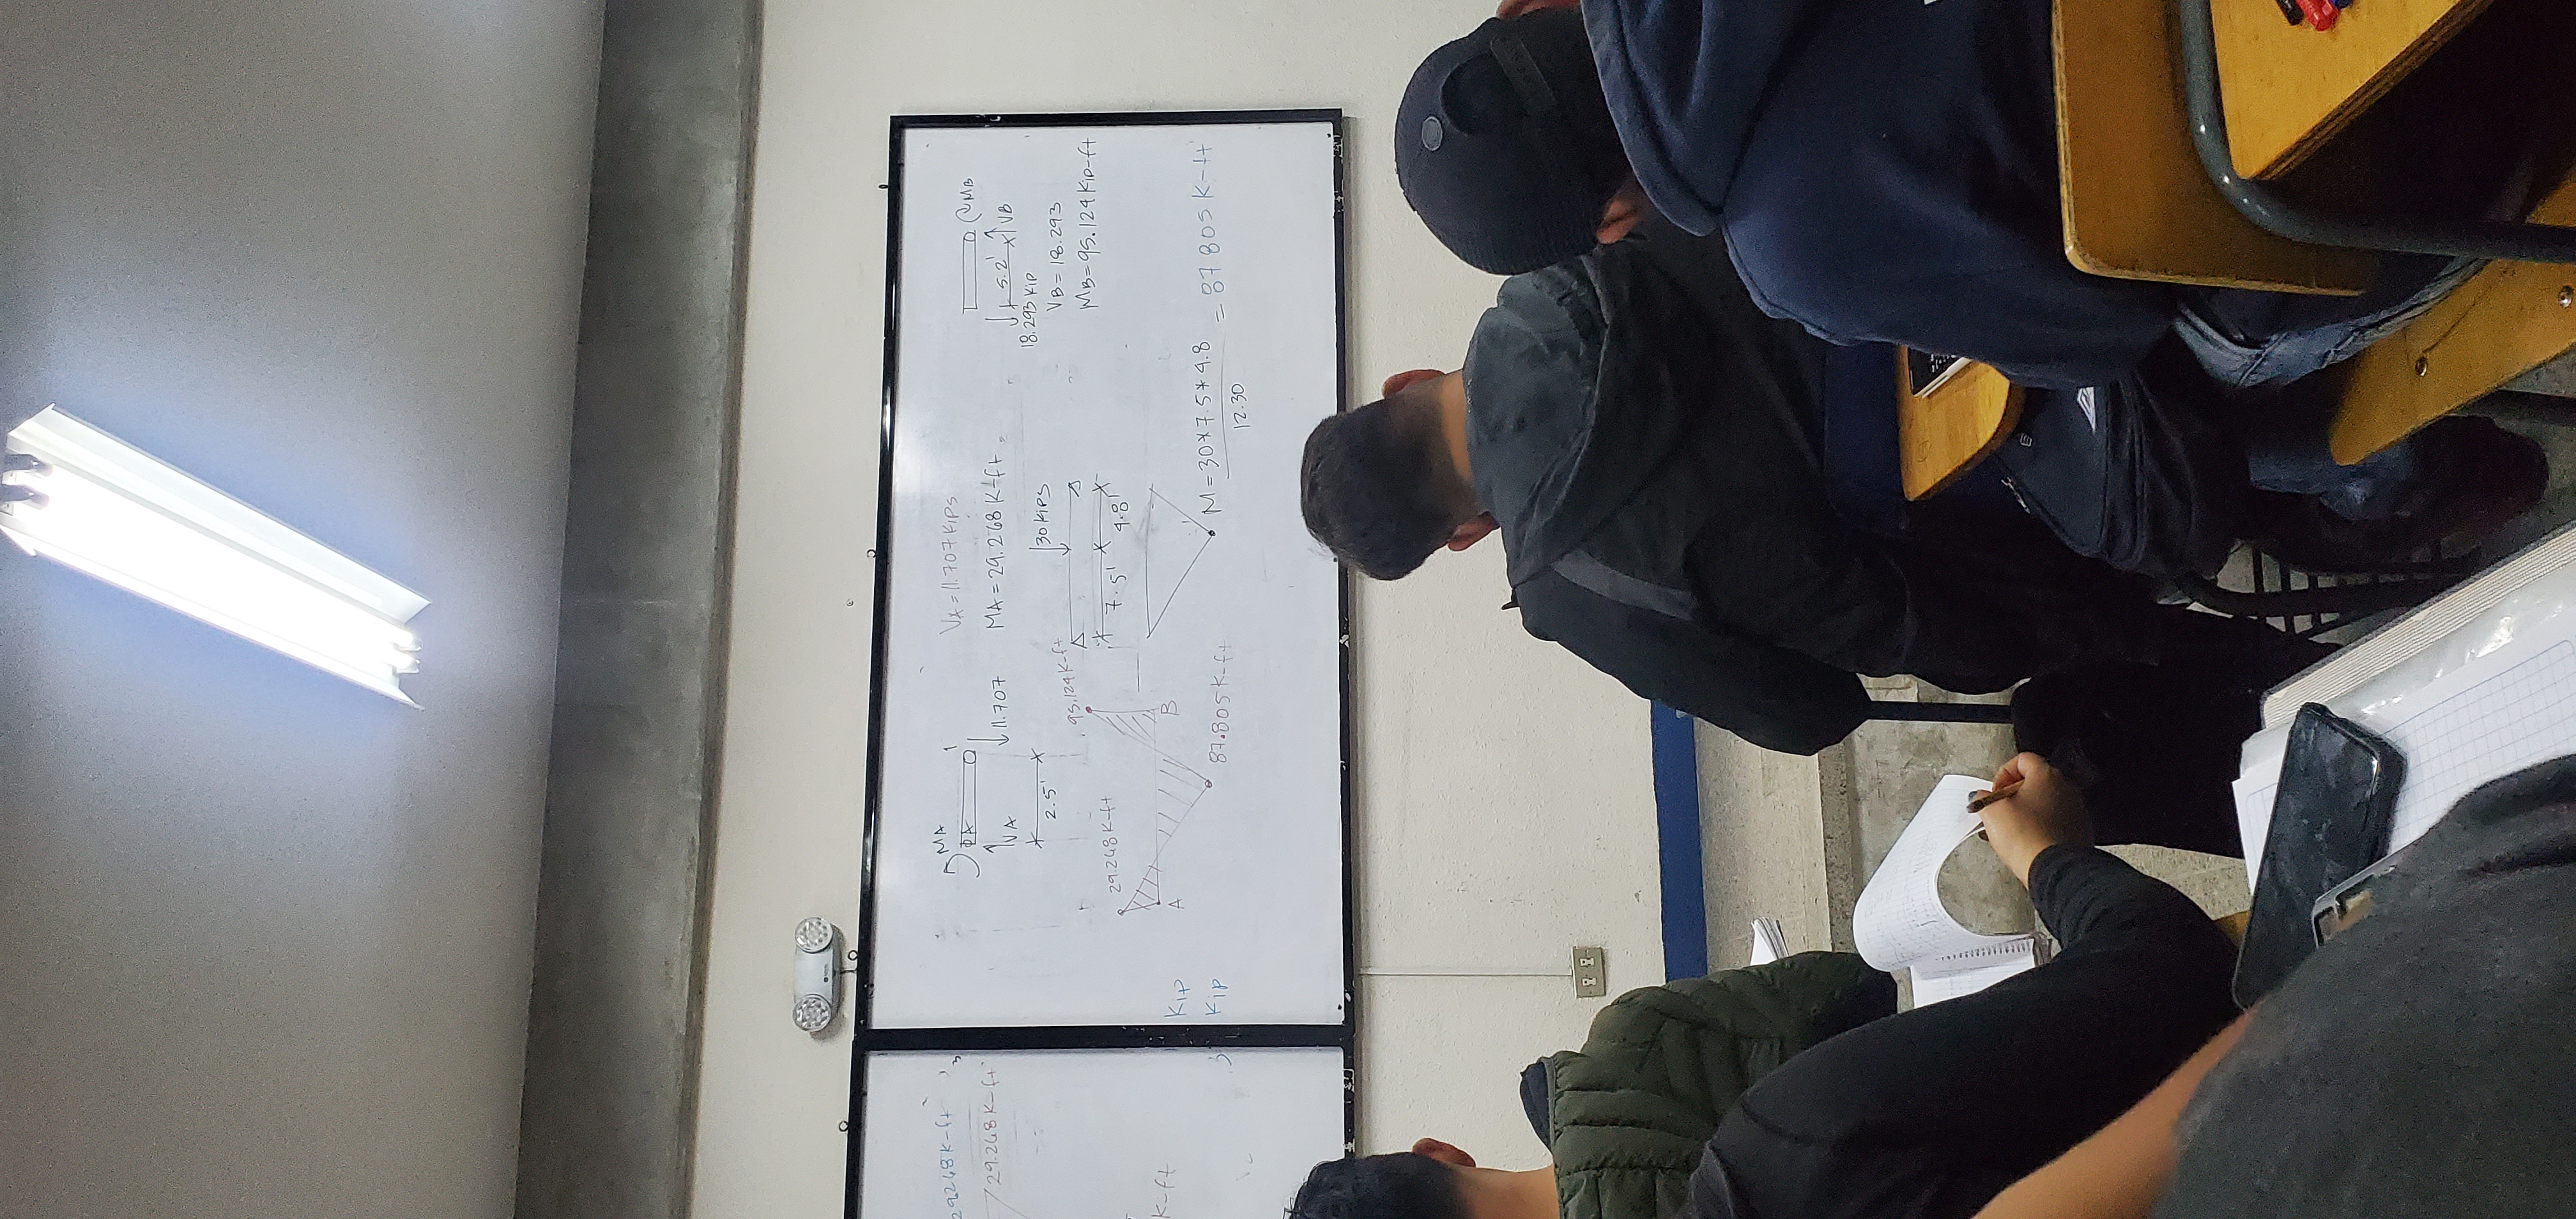 29.268 K-ft
29.268 K-ft
K-ft
Kip
Kip
MA
A
1
VA
11.707
2.5'
VA = 11.707 KIPS
MA = 29.268 K-ft
30 KIPS
7.5'
4.8'
MB
5.2'
VB
18.293 KIP
VB = 18.293
MB = 95.124 KIP-ft
95.124 K-ft
29.268 K-ft
A
B
87.805 K-ft
M = 30*7.5*4.8
12.30
= 87 805 K-ft